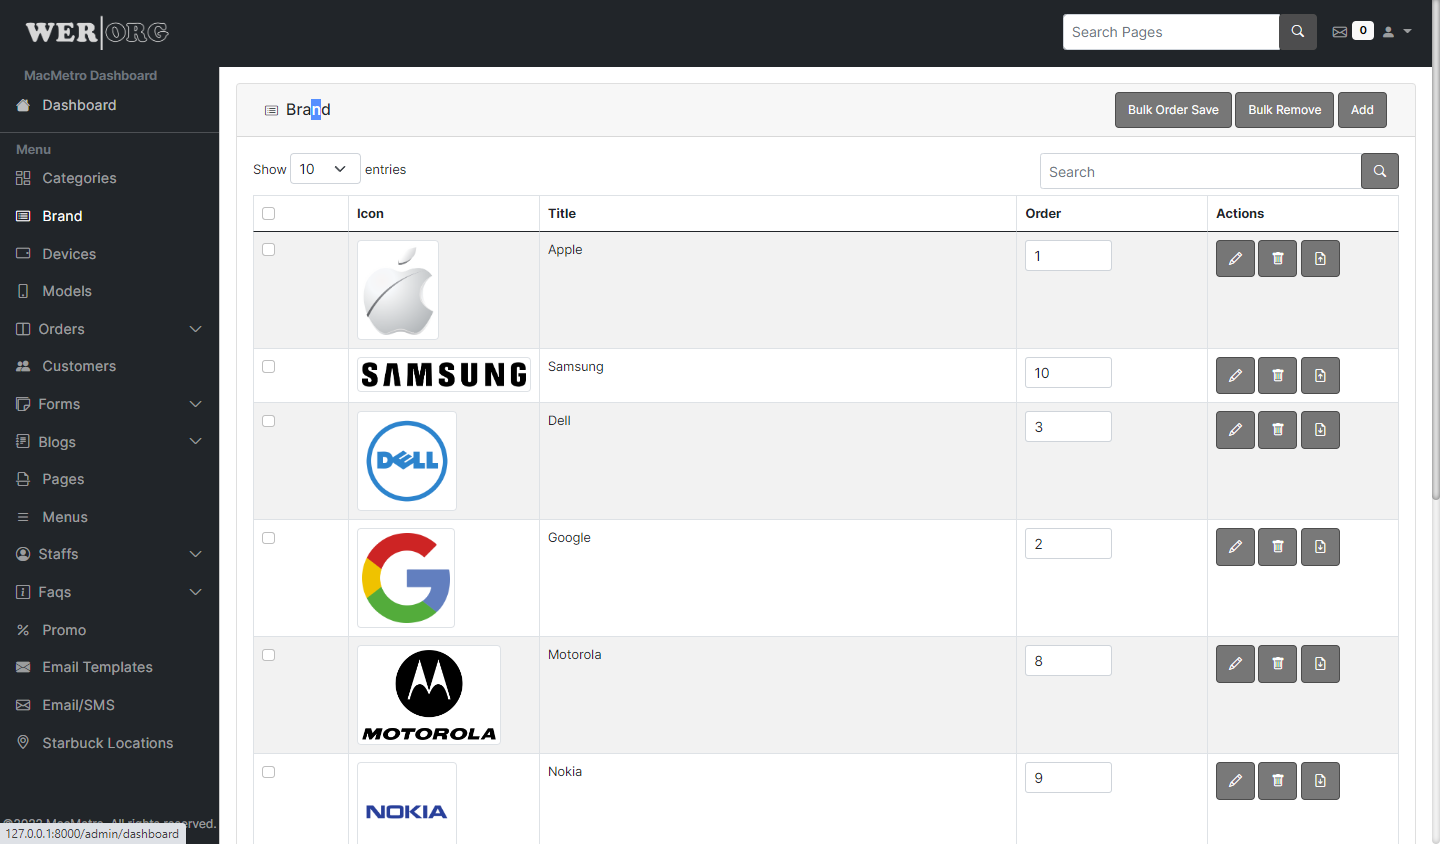 WER|ORG
Search Pages
0
MacMetro Dashboard
Dashboard
Menu
Categories
Brand
Devices
Models
Orders
Customers
Forms
Blogs
Pages
Menus
Staffs
Faqs
Promo
Email Templates
Email/SMS
Starbuck Locations
©2022 MacMetro. All rights reserved.
127.0.0.1:8000/admin/dashboard
Brand
Bulk Order Save Bulk Remove Add
Show 10 entries
Search
Icon Title Order Actions
Apple 1
SAMSUNG Samsung 10
DELL Dell 3
G Google 2
MOTOROLA Motorola 8
NOKIA Nokia 9